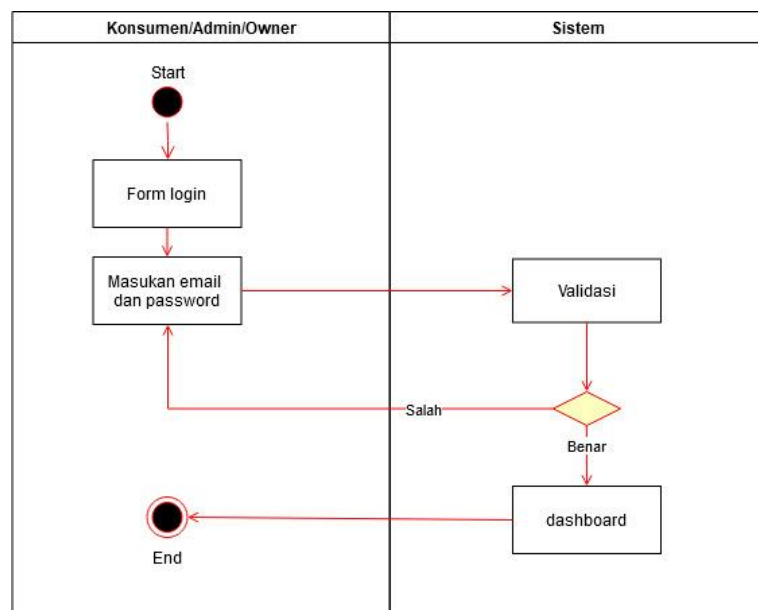 Konsumen/Admin/Owner
Sistem
Start
Form login
Masukan email
dan password
Validasi
Salah
Benar
dashboard
End